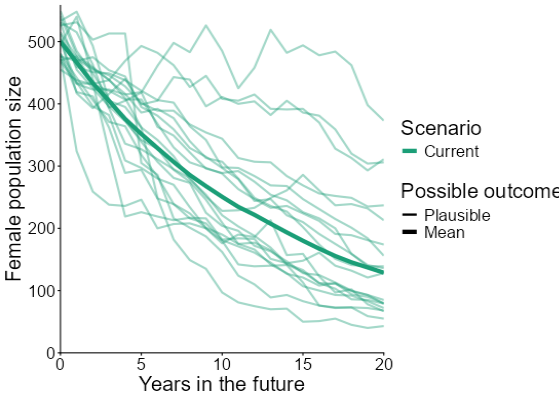 Female population size
500
400
300
200
100
0
0 5 10 15 20
Years in the future
Scenario
Current
Possible outcome
Plausible
Mean